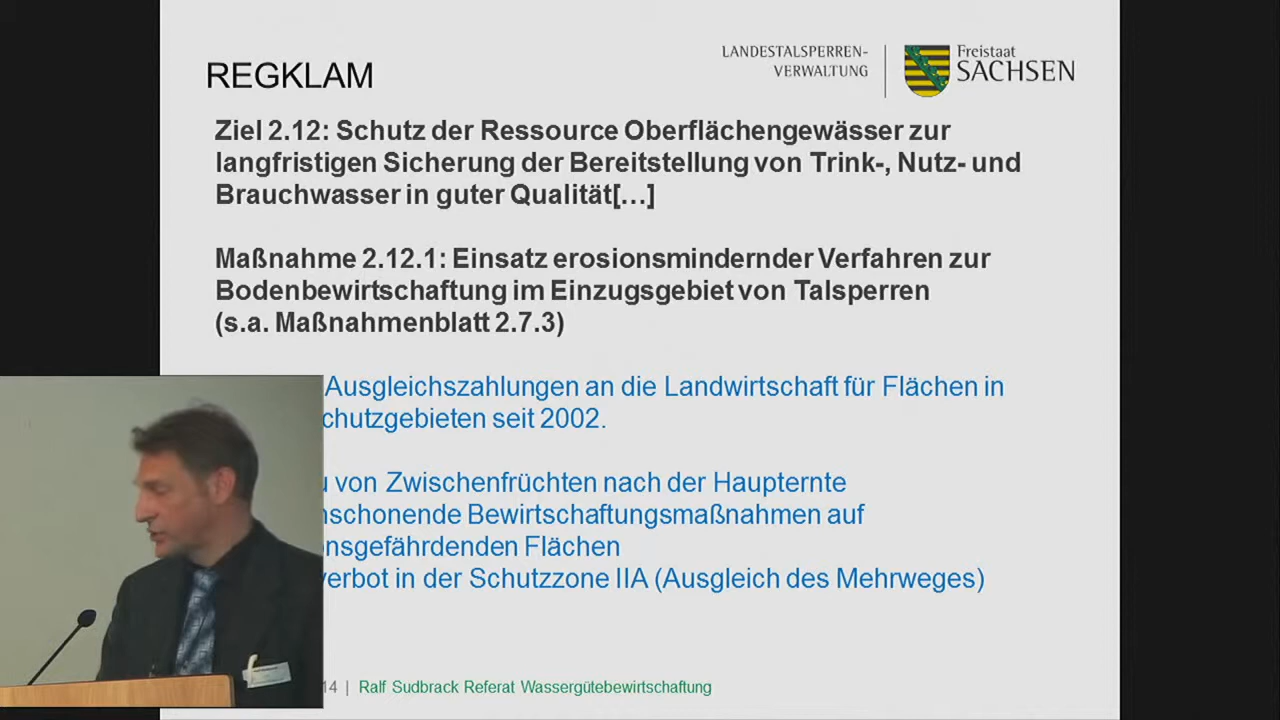 REGKLAM
LANDESTALSPERREN-
VERWALTUNG
Freistaat
SACHSEN
Ziel 2.12: Schutz der Ressource Oberflächengewässer zur
langfristigen Sicherung der Bereitstellung von Trink-, Nutz- und
Brauchwasser in guter Qualität[…]
Maßnahme 2.12.1: Einsatz erosionsmindernder Verfahren zur
Bodenbewirtschaftung im Einzugsgebiet von Talsperren
(s.a. Maßnahmenblatt 2.7.3)
Ausgleichszahlungen an die Landwirtschaft für Flächen in
chutzgebieten seit 2002.
von Zwischenfrüchten nach der Haupternte
nschonende Bewirtschaftungsmaßnahmen auf
onsgefährdenden Flächen
verbot in der Schutzzone IIA (Ausgleich des Mehrweges)
14 | Ralf Sudbrack Referat Wassergütebewirtschaftung